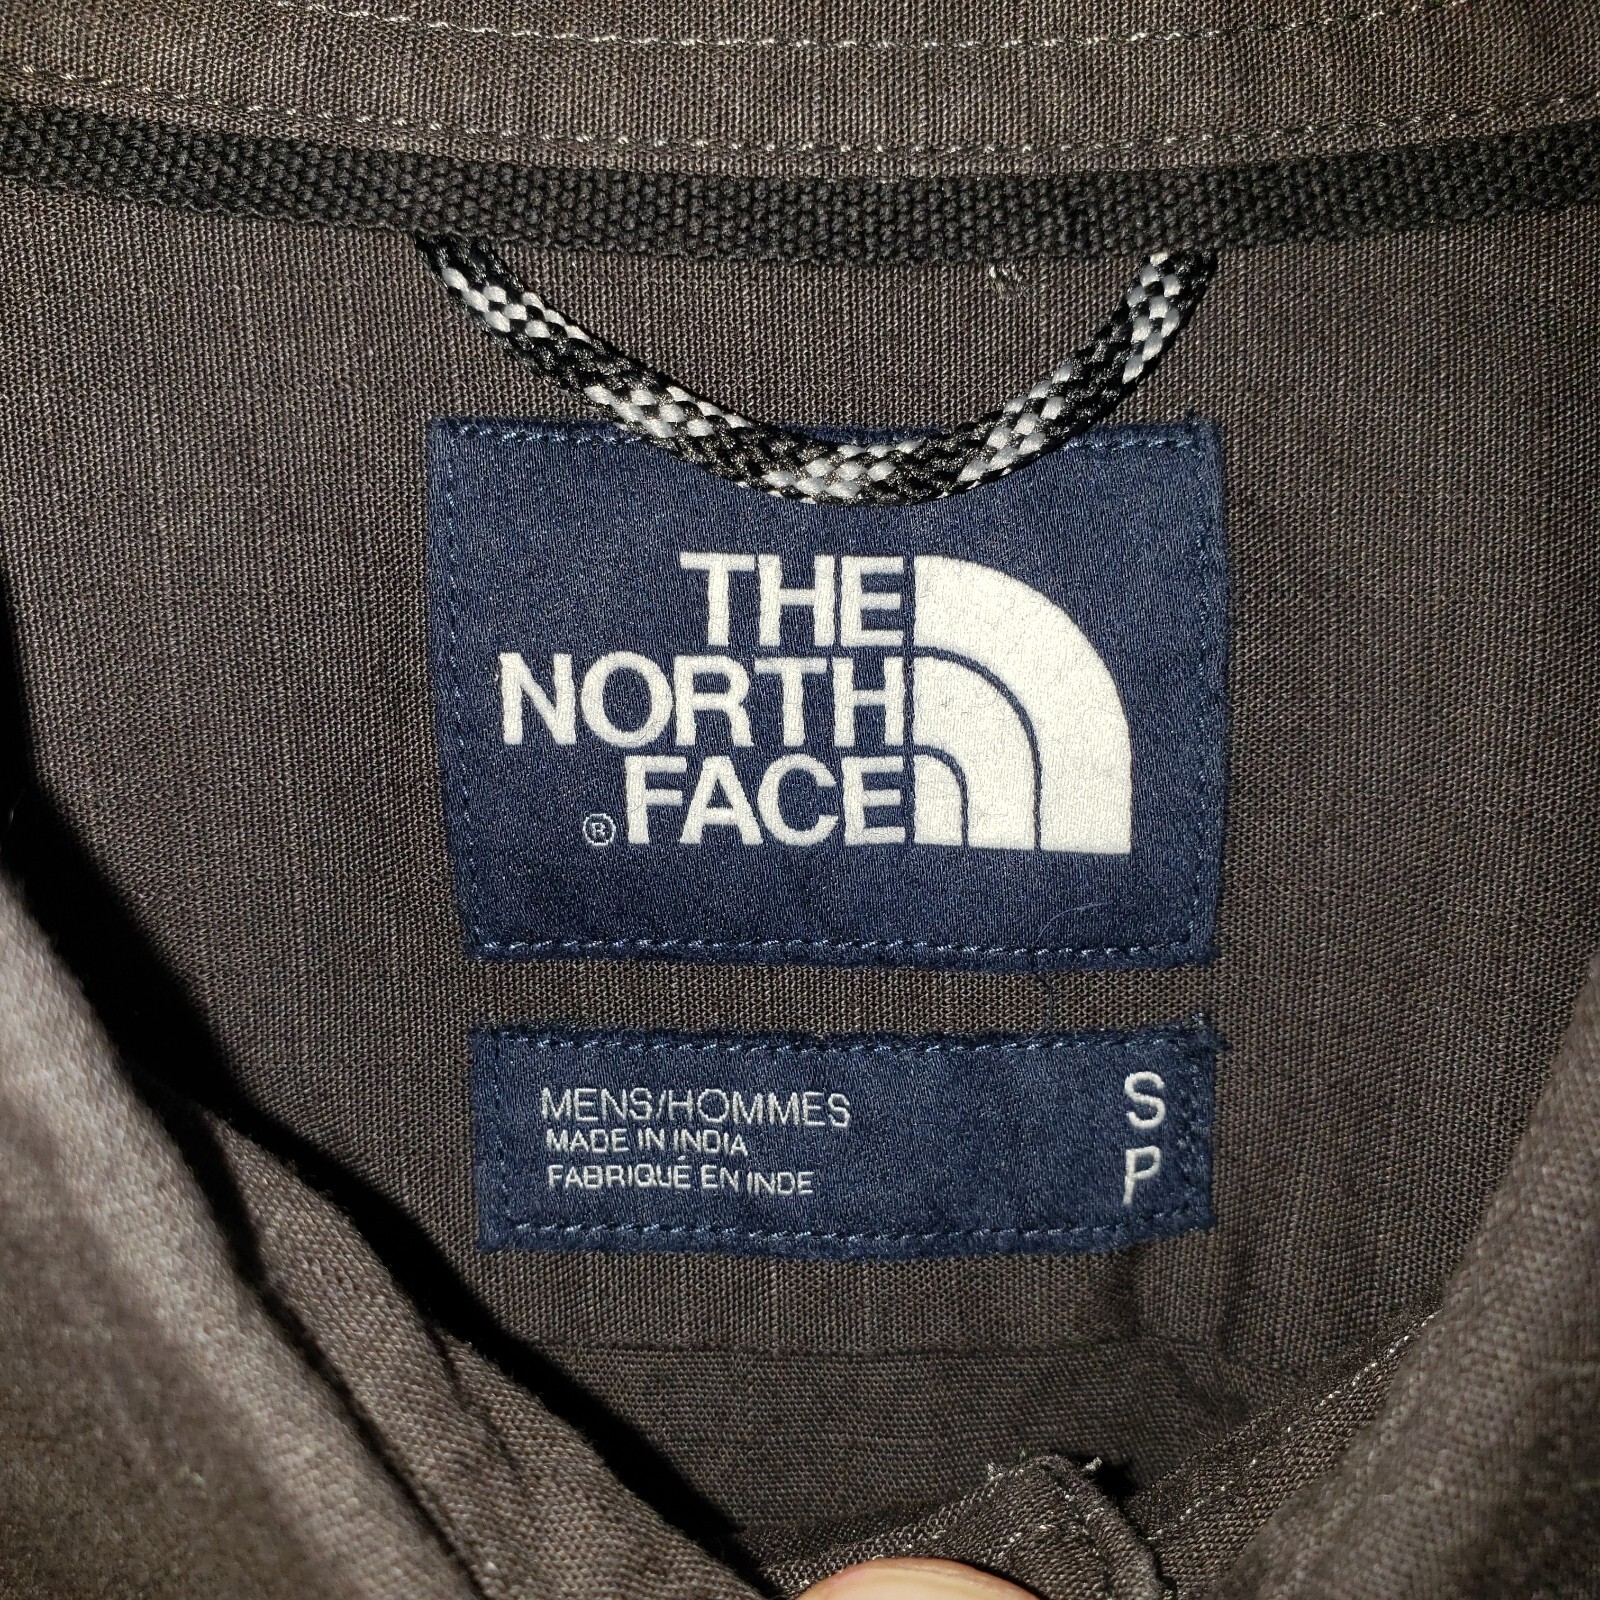 THE
NORTH
FACE
®
MENS/HOMMES
MADE IN INDIA
FABRIQUÉ EN INDE
S
P